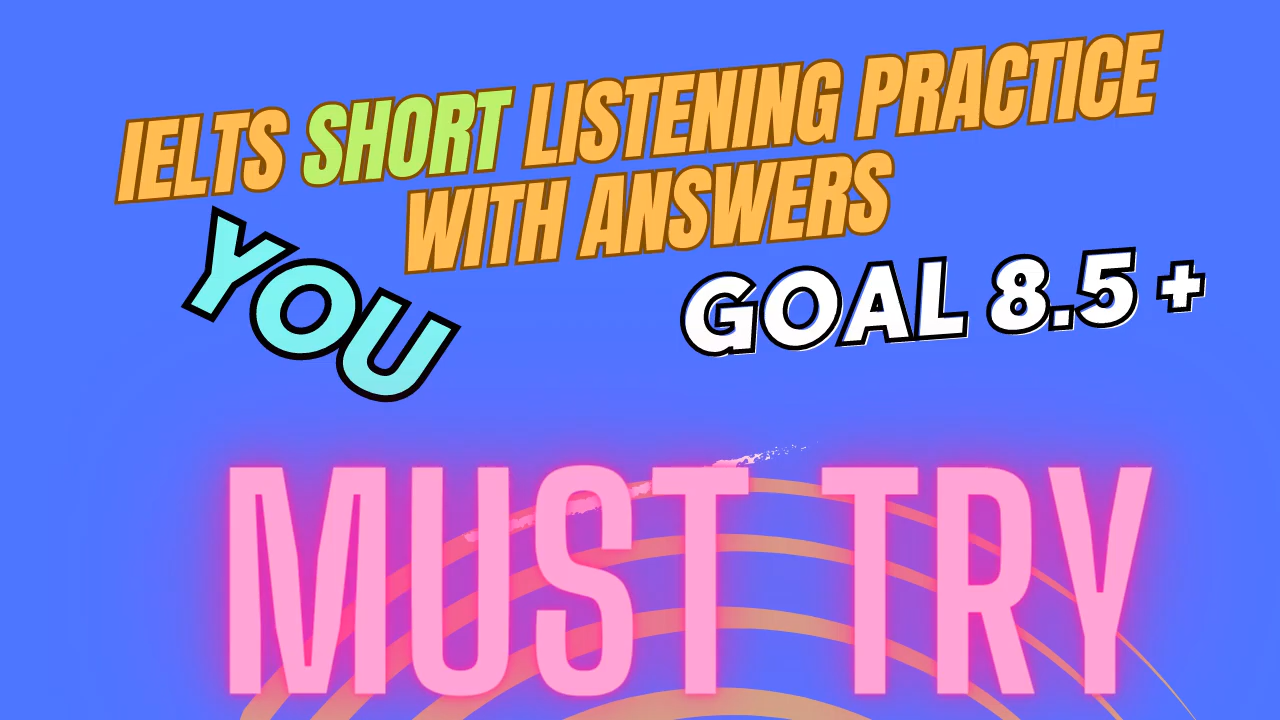 IELTS SHORT LISTENING PRACTICE
WITH ANSWERS
YOU
GOAL 8.5 +
MUST TRY